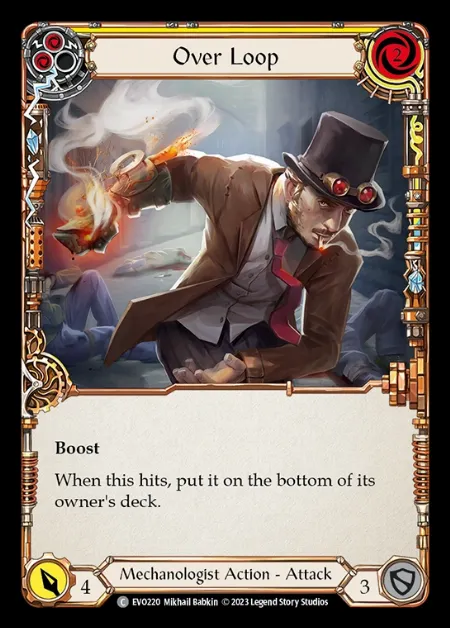 Over Loop
2
Boost
When this hits, put it on the bottom of its
owner's deck.
4
Mechanologist Action - Attack
3
C EVO220 Mikhail Babkin © 2023 Legend Story Studios